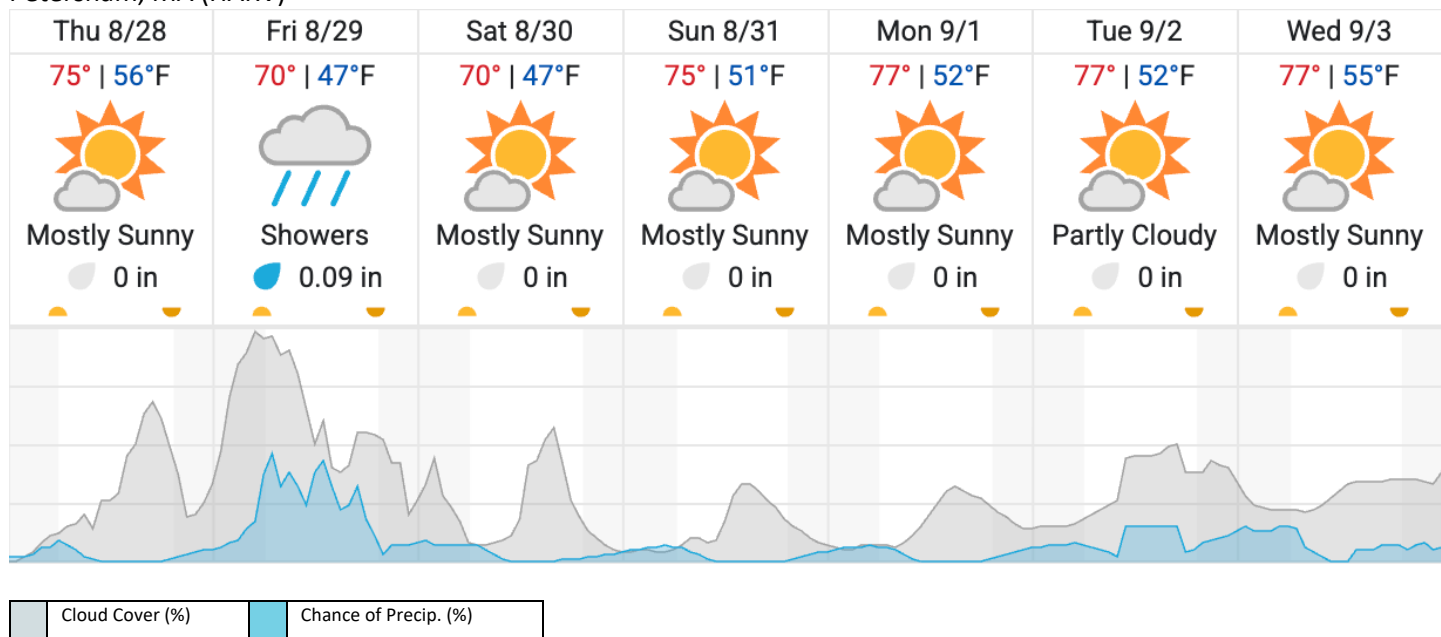 Petersham, MA (HARV)
Thu 8/28 Fri 8/29 Sat 8/30 Sun 8/31 Mon 9/1 Tue 9/2 Wed 9/3
75° | 56°F 70° | 47°F 70° | 47°F 75° | 51°F 77° | 52°F 77° | 52°F 77° | 55°F
Mostly Sunny Showers Mostly Sunny Mostly Sunny Mostly Sunny Partly Cloudy Mostly Sunny
0 in 0.09 in 0 in 0 in 0 in 0 in 0 in
Cloud Cover (%) Chance of Precip. (%)